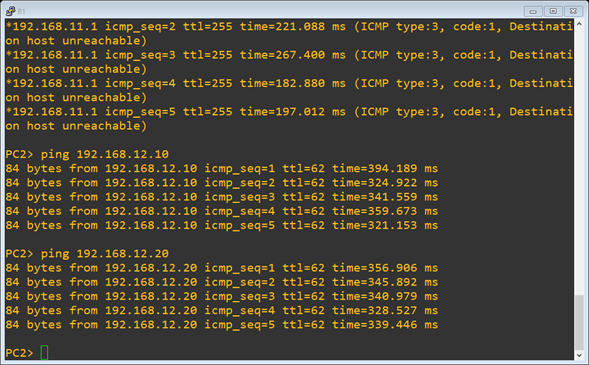 R1
*192.168.11.1 icmp_seq=2 ttl=255 time=221.088 ms (ICMP type:3, code:1, Destinati
on host unreachable)
*192.168.11.1 icmp_seq=3 ttl=255 time=267.400 ms (ICMP type:3, code:1, Destinati
on host unreachable)
*192.168.11.1 icmp_seq=4 ttl=255 time=182.880 ms (ICMP type:3, code:1, Destinati
on host unreachable)
*192.168.11.1 icmp_seq=5 ttl=255 time=197.012 ms (ICMP type:3, code:1, Destinati
on host unreachable)
PC2> ping 192.168.12.10
84 bytes from 192.168.12.10 icmp_seq=1 ttl=62 time=394.189 ms
84 bytes from 192.168.12.10 icmp_seq=2 ttl=62 time=324.922 ms
84 bytes from 192.168.12.10 icmp_seq=3 ttl=62 time=341.559 ms
84 bytes from 192.168.12.10 icmp_seq=4 ttl=62 time=359.673 ms
84 bytes from 192.168.12.10 icmp_seq=5 ttl=62 time=321.153 ms
PC2> ping 192.168.12.20
84 bytes from 192.168.12.20 icmp_seq=1 ttl=62 time=356.906 ms
84 bytes from 192.168.12.20 icmp_seq=2 ttl=62 time=345.892 ms
84 bytes from 192.168.12.20 icmp_seq=3 ttl=62 time=340.979 ms
84 bytes from 192.168.12.20 icmp_seq=4 ttl=62 time=328.527 ms
84 bytes from 192.168.12.20 icmp_seq=5 ttl=62 time=339.446 ms
PC2>